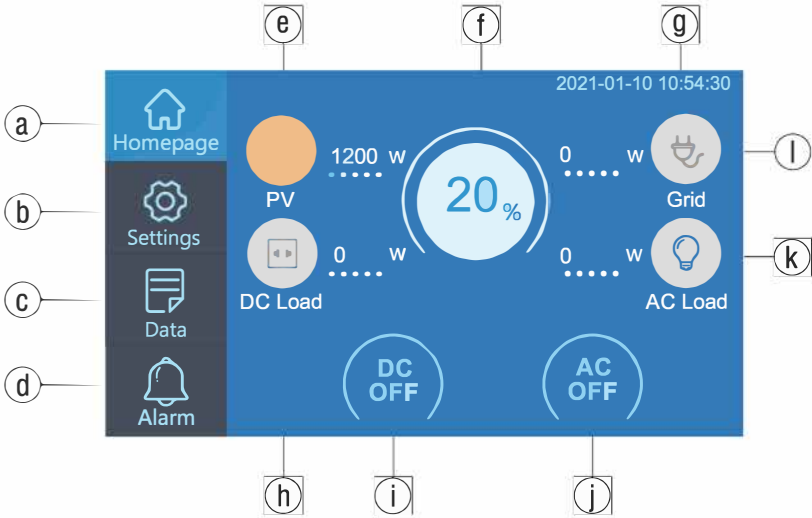 e
f
g
2021-01-10 10:54:30
a
Homepage
1200 w
20 %
0 w
l
PV
Grid
b
Settings
0 w
0 w
k
DC Load
AC Load
c
Data
d
Alarm
DC
OFF
AC
OFF
h
i
j